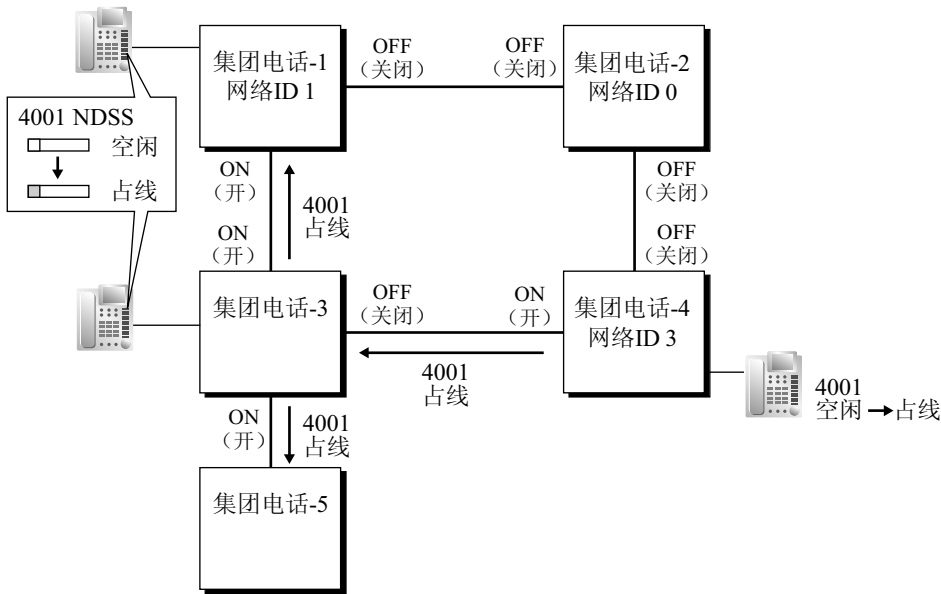 集团电话-1
网络ID 1
OFF
（关闭）
OFF
（关闭）
集团电话-2
网络ID 0
4001 NDSS
空闲
占线
ON
（开）
4001
占线
ON
（开）
OFF
（关闭）
OFF
（关闭）
集团电话-3
OFF
（关闭）
ON
（开）
集团电话-4
网络ID 3
4001
占线
4001
空闲
占线
ON
（开）
4001
占线
集团电话-5